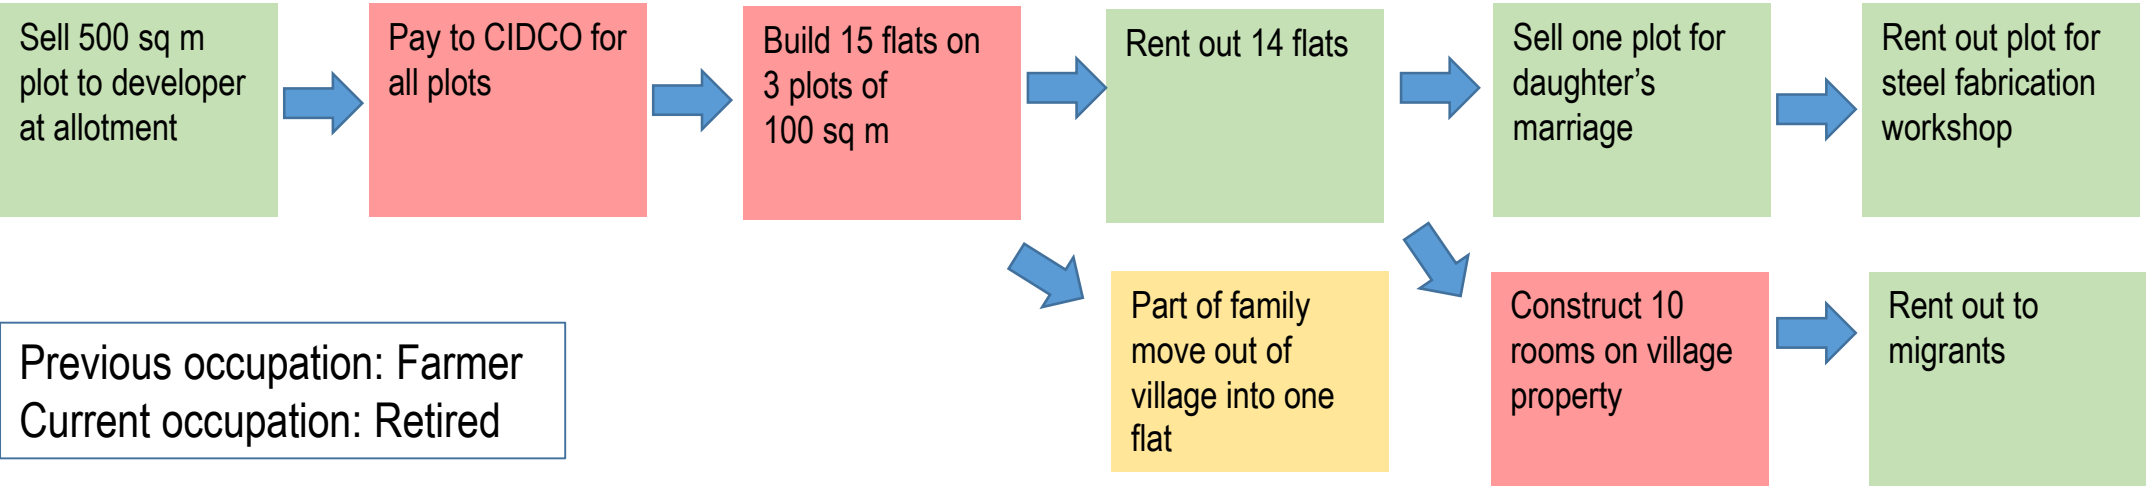 Sell 500 sq m
plot to developer
at allotment
Pay to CIDCO for
all plots
Build 15 flats on
3 plots of
100 sq m
Rent out 14 flats
Sell one plot for
daughter’s
marriage
Rent out plot for
steel fabrication
workshop
Part of family
move out of
village into one
flat
Construct 10
rooms on village
property
Rent out to
migrants
Previous occupation: Farmer
Current occupation: Retired